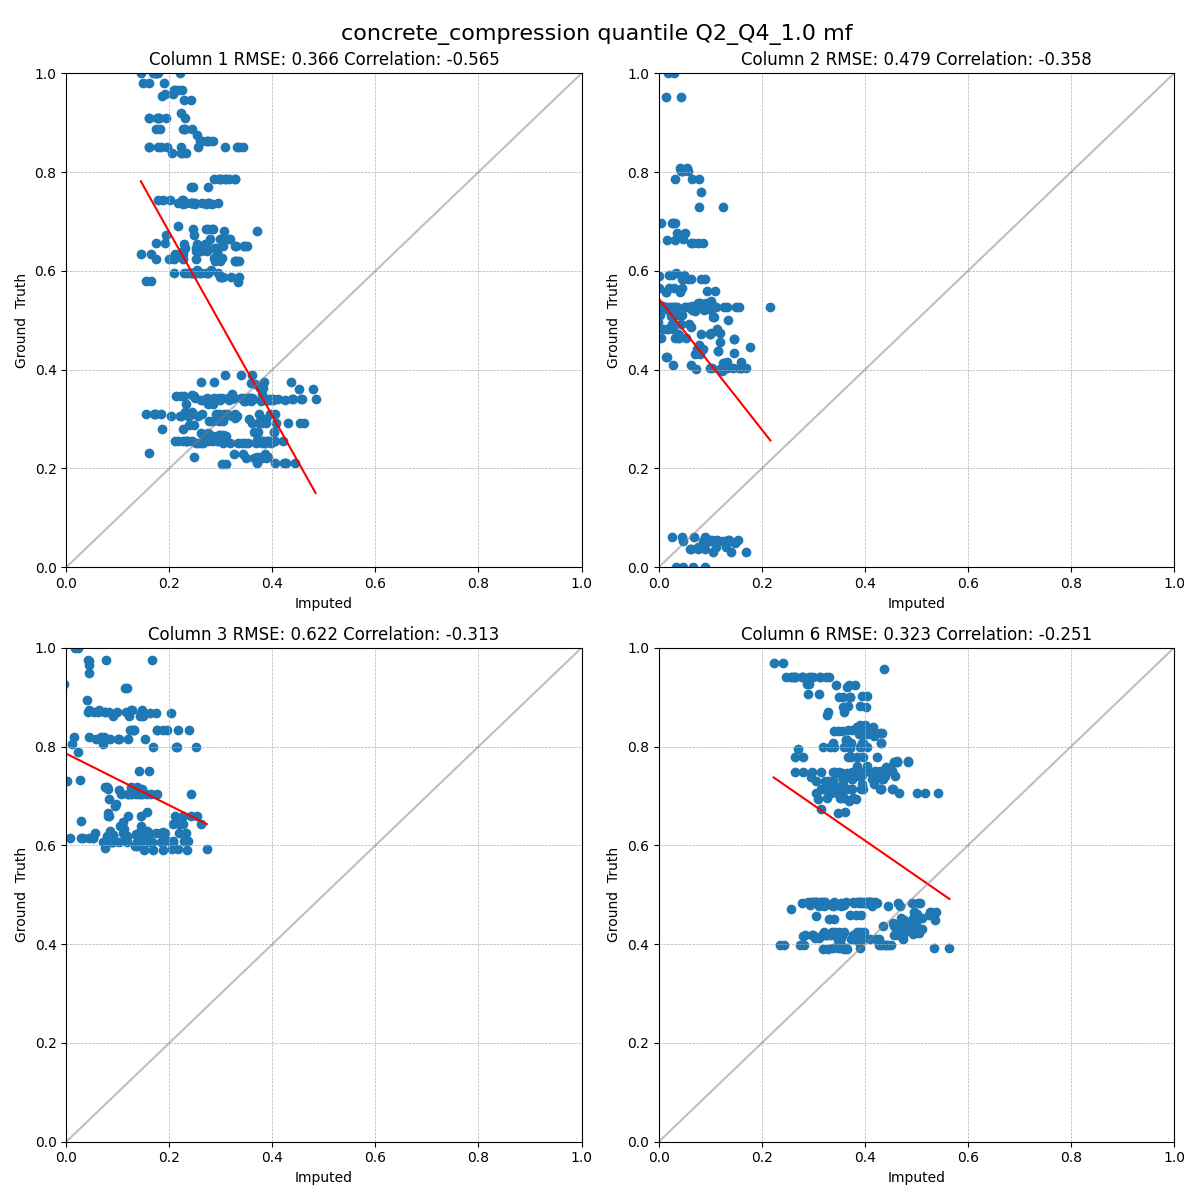 concrete_compression quantile Q2_Q4_1.0 mf
Column 1 RMSE: 0.366 Correlation: -0.565
1.0
0.8
0.6
0.4
0.2
0.0
Ground Truth
0.0 0.2 0.4 0.6 0.8 1.0
Imputed
Column 2 RMSE: 0.479 Correlation: -0.358
1.0
0.8
0.6
0.4
0.2
0.0
Ground Truth
0.0 0.2 0.4 0.6 0.8 1.0
Imputed
Column 3 RMSE: 0.622 Correlation: -0.313
1.0
0.8
0.6
0.4
0.2
0.0
Ground Truth
0.0 0.2 0.4 0.6 0.8 1.0
Imputed
Column 6 RMSE: 0.323 Correlation: -0.251
1.0
0.8
0.6
0.4
0.2
0.0
Ground Truth
0.0 0.2 0.4 0.6 0.8 1.0
Imputed